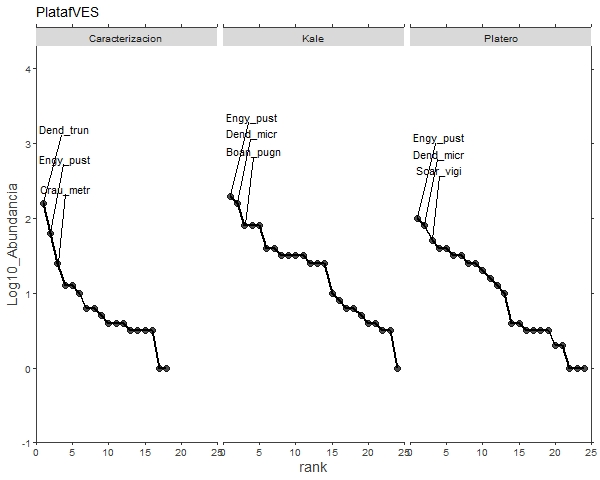 PlatafVES
Caracterizacion
Kale
Platero
Log10_Abundancia
4
3
2
1
0
-1
Dend_trun
Engy_pust
Crau_metr
Engy_pust
Dend_micr
Boan_pugn
Engy_pust
Dend_micr
Scar_vigi
0 5 10 15 20 25
0 5 10 15 20 25
0 5 10 15 20 25
rank